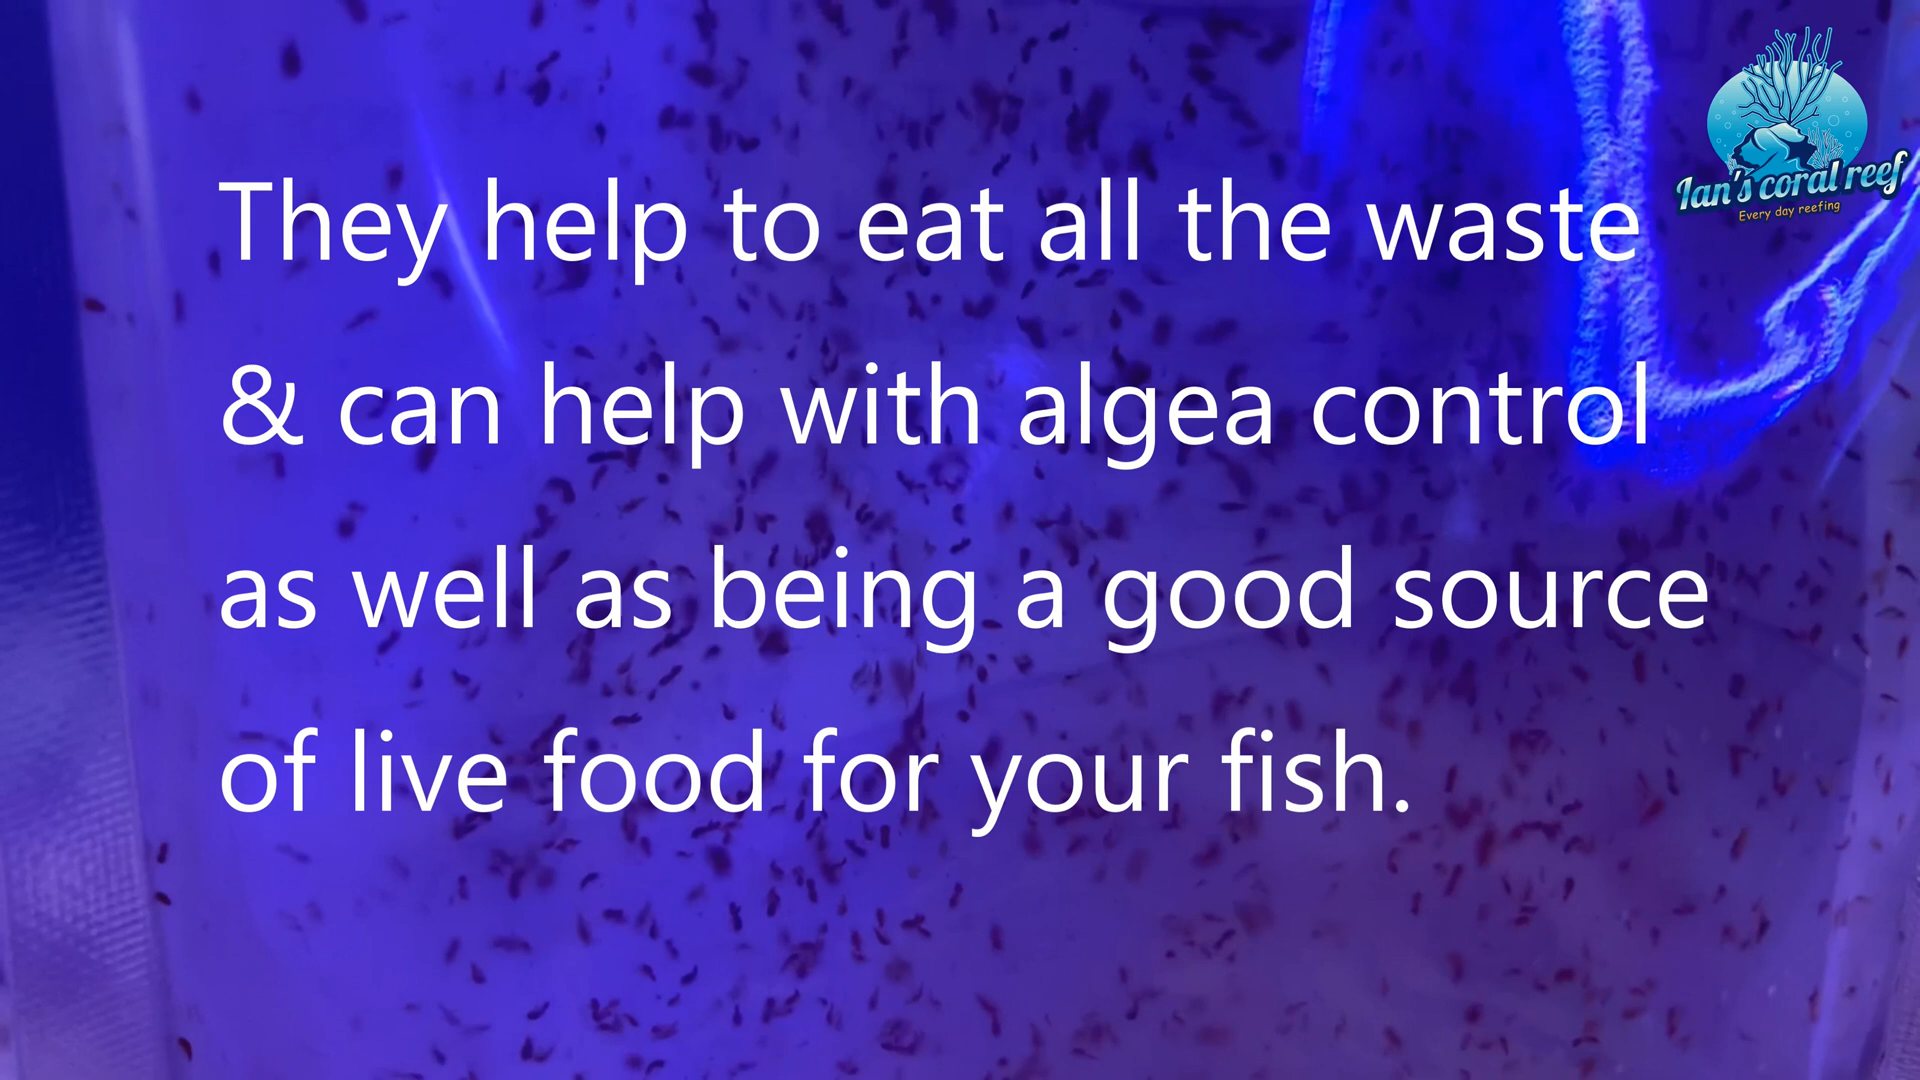 They help to eat all the waste
& can help with algea control
as well as being a good source
of live food for your fish.
Ian's coral reef
Every day reefing